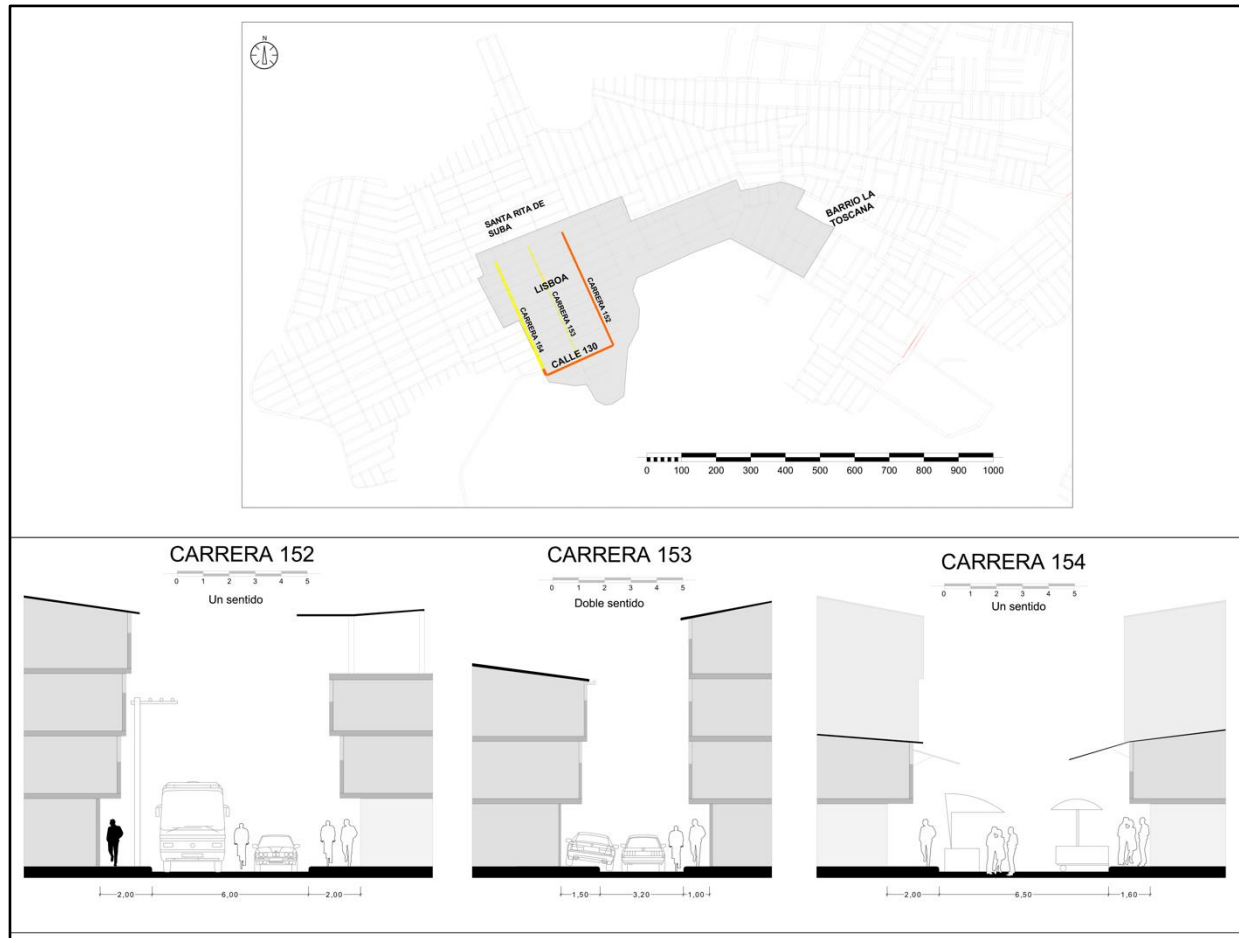 N
SANTA RITA DE
SUBA
BARRIO LA
TOSCANA
LISBOA
CARRERA 152
CARRERA 153
CARRERA 154
CALLE 130
0 100 200 300 400 500 600 700 800 900 1000
CARRERA 152
0 1 2 3 4 5
Un sentido
2,00 6,00 2,00
CARRERA 153
0 1 2 3 4 5
Doble sentido
1,50 3,20 1,00
CARRERA 154
0 1 2 3 4 5
Un sentido
2,00 6,50 1,60